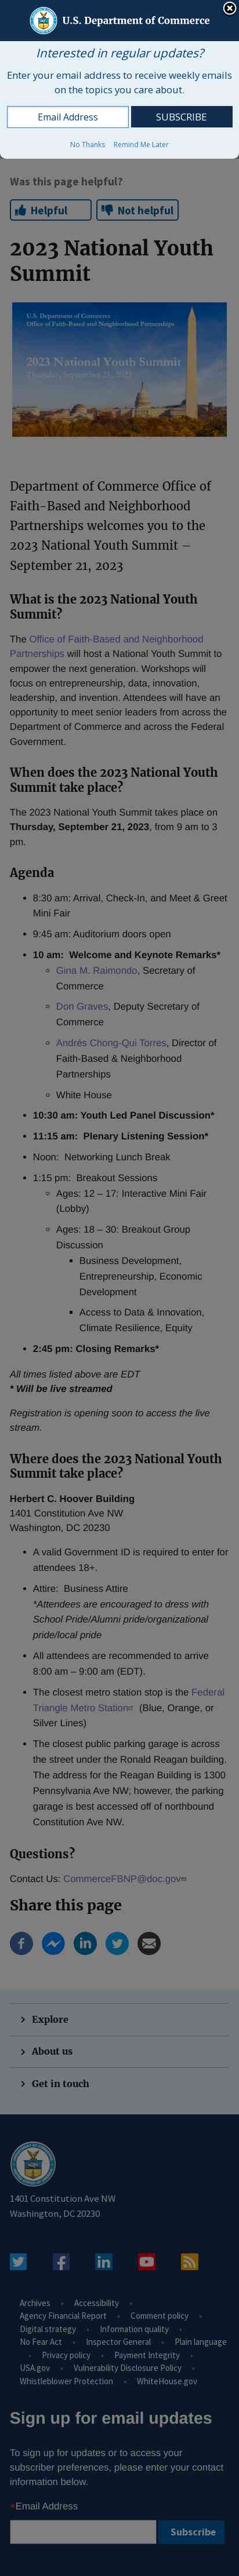 U.S. Department of Commerce
Interested in regular updates?
Enter your email address to receive weekly emails
on the topics you care about.
Email Address
SUBSCRIBE
No Thanks
Remind Me Later
Was this page helpful?
Helpful
Not helpful
2023 National Youth
Summit
U.S. Department of Commerce
Office of Faith-Based and Neighborhood Partnerships
2023 National Youth Summit
Thursday, September 21, 2023
Department of Commerce Office of
Faith-Based and Neighborhood
Partnerships welcomes you to the
2023 National Youth Summit –
September 21, 2023
What is the 2023 National Youth
Summit?
The Office of Faith-Based and Neighborhood
Partnerships will host a National Youth Summit to
empower the next generation. Workshops will
focus on entrepreneurship, data, innovation,
leadership, and invention. Attendees will have an
opportunity to meet senior leaders from across the
Department of Commerce and across the Federal
Government.
When does the 2023 National Youth
Summit take place?
The 2023 National Youth Summit takes place on
Thursday, September 21, 2023, from 9 am to 3
pm.
Agenda
8:30 am: Arrival, Check-In, and Meet & Greet
Mini Fair
9:45 am: Auditorium doors open
10 am:  Welcome and Keynote Remarks*
Gina M. Raimondo, Secretary of
Commerce
Don Graves, Deputy Secretary of
Commerce
Andrés Chong-Qui Torres, Director of
Faith-Based & Neighborhood
Partnerships
White House
10:30 am: Youth Led Panel Discussion*
11:15 am:  Plenary Listening Session*
Noon:  Networking Lunch Break
1:15 pm:  Breakout Sessions
Ages: 12 – 17: Interactive Mini Fair
(Lobby)
Ages: 18 – 30: Breakout Group
Discussion
Business Development,
Entrepreneurship, Economic
Development
Access to Data & Innovation,
Climate Resilience, Equity
2:45 pm: Closing Remarks*
All times listed above are EDT
* Will be live streamed
Registration is opening soon to access the live
stream.
Where does the 2023 National Youth
Summit take place?
Herbert C. Hoover Building
1401 Constitution Ave NW
Washington, DC 20230
A valid Government ID is required to enter for
attendees 18+.
Attire:  Business Attire
*Attendees are encouraged to dress with
School Pride/Alumni pride/organizational
pride/local pride
All attendees are recommended to arrive
8:00 am – 9:00 am (EDT).
The closest metro station stop is the Federal
Triangle Metro Station (Blue, Orange, or
Silver Lines)
The closest public parking garage is across
the street under the Ronald Reagan building.
The address for the Reagan Building is 1300
Pennsylvania Ave NW, however, the parking
garage is best accessed off of northbound
Constitution Ave NW.
Questions?
Contact Us: CommerceFBNP@doc.gov
Share this page
Explore
About us
Get in touch
1401 Constitution Ave NW
Washington, DC 20230
Archives • Accessibility •
Agency Financial Report • Comment policy •
Digital strategy • Information quality •
No Fear Act • Inspector General • Plain language
• Privacy policy • Payment Integrity •
USA.gov • Vulnerability Disclosure Policy •
Whistleblower Protection • WhiteHouse.gov
Sign up for email updates
To sign up for updates or to access your
subscriber preferences, please enter your contact
information below.
*Email Address
Subscribe